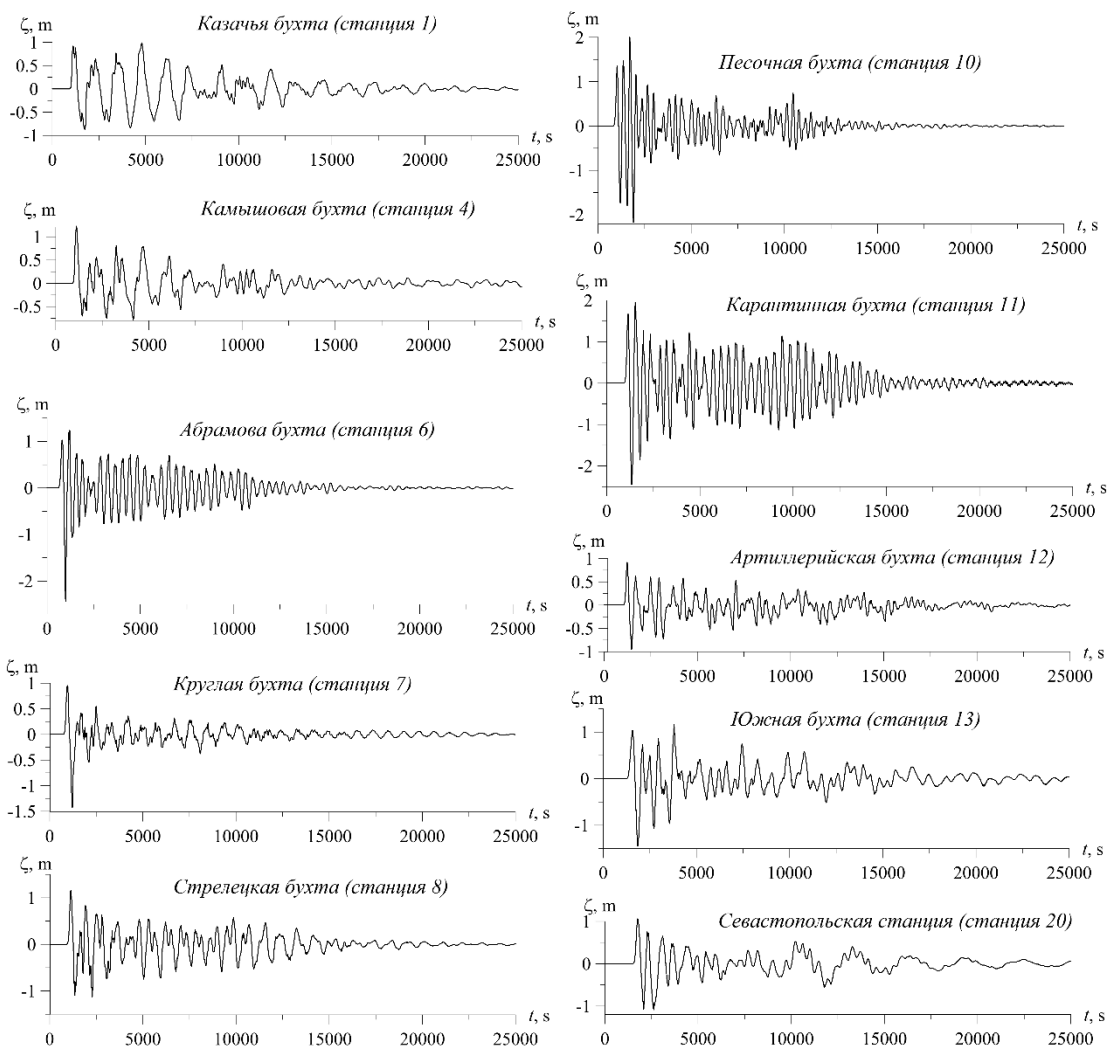 ζ, m
Казачья бухта (станция 1)
1
0.5
0
-0.5
-1
t, s
0 5000 10000 15000 20000 25000
ζ, m
Камышовая бухта (станция 4)
1
0.5
0
-0.5
t, s
0 5000 10000 15000 20000 25000
ζ, m
Абрамова бухта (станция 6)
1
0
-1
-2
t, s
0 5000 10000 15000 20000 25000
ζ, m
Круглая бухта (станция 7)
1
0.5
0
-0.5
-1
-1.5
t, s
0 5000 10000 15000 20000 25000
ζ, m
Стрелецкая бухта (станция 8)
1
0
-1
t, s
0 5000 10000 15000 20000 25000
ζ, m
2
Песочная бухта (станция 10)
1
0
-1
-2
t, s
0 5000 10000 15000 20000 25000
ζ, m
2
Карантинная бухта (станция 11)
1
0
-1
-2
t, s
0 5000 10000 15000 20000 25000
ζ, m
1
Артиллерийская бухта (станция 12)
0.5
0
-0.5
-1
t, s
0 5000 10000 15000 20000 25000
ζ, m
Южная бухта (станция 13)
1
0
-1
t, s
0 5000 10000 15000 20000 25000
ζ, m
Севастопольская станция (станция 20)
1
0
-1
t, s
0 5000 10000 15000 20000 25000